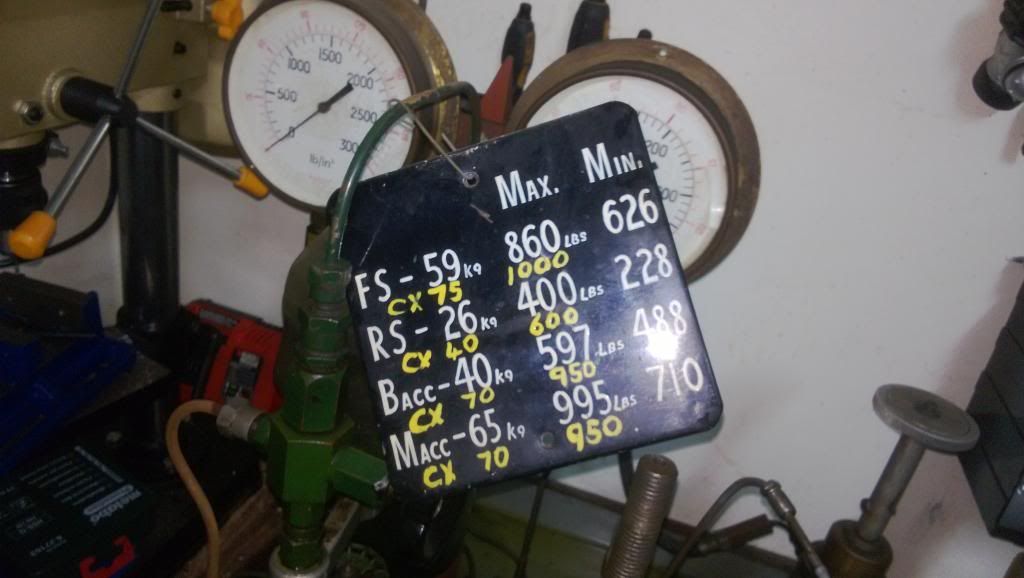 500
1000
1500
2000
2500
0
300
lb/in²
MAX. MIN.
FS - 59 kg 860 LBS 626
CX 75 1000
RS - 26 kg 400 LBS 228
CX 40 600
BACC - 40 kg 597 LBS 488
CX 70 950
MACC - 65 kg 995 LBS 710
CX 70 950
metabo